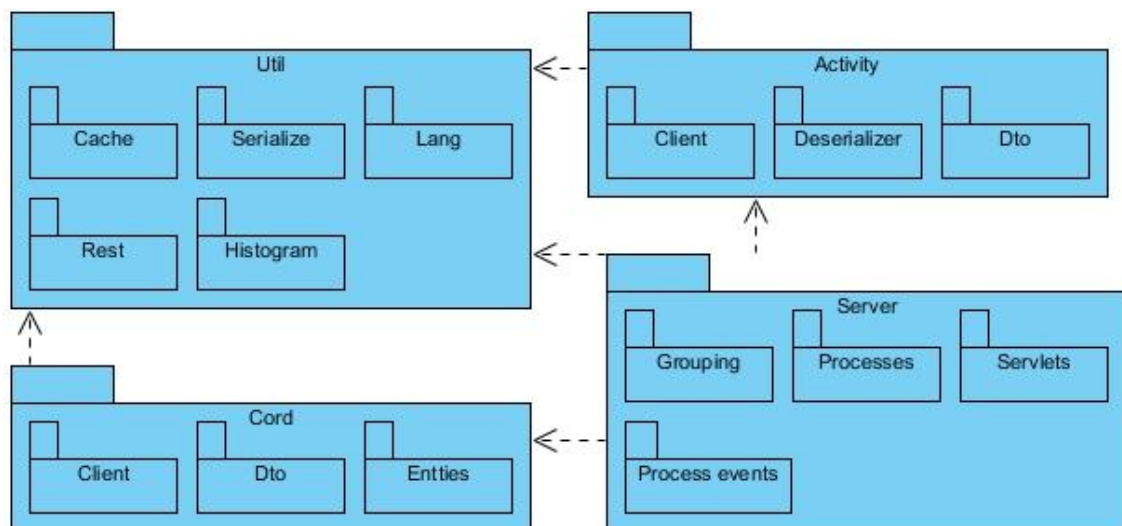 Util
Cache
Serialize
Lang
Rest
Histogram
Activity
Client
Deserializer
Dto
Cord
Client
Dto
Entties
Server
Grouping
Processes
Servlets
Process events